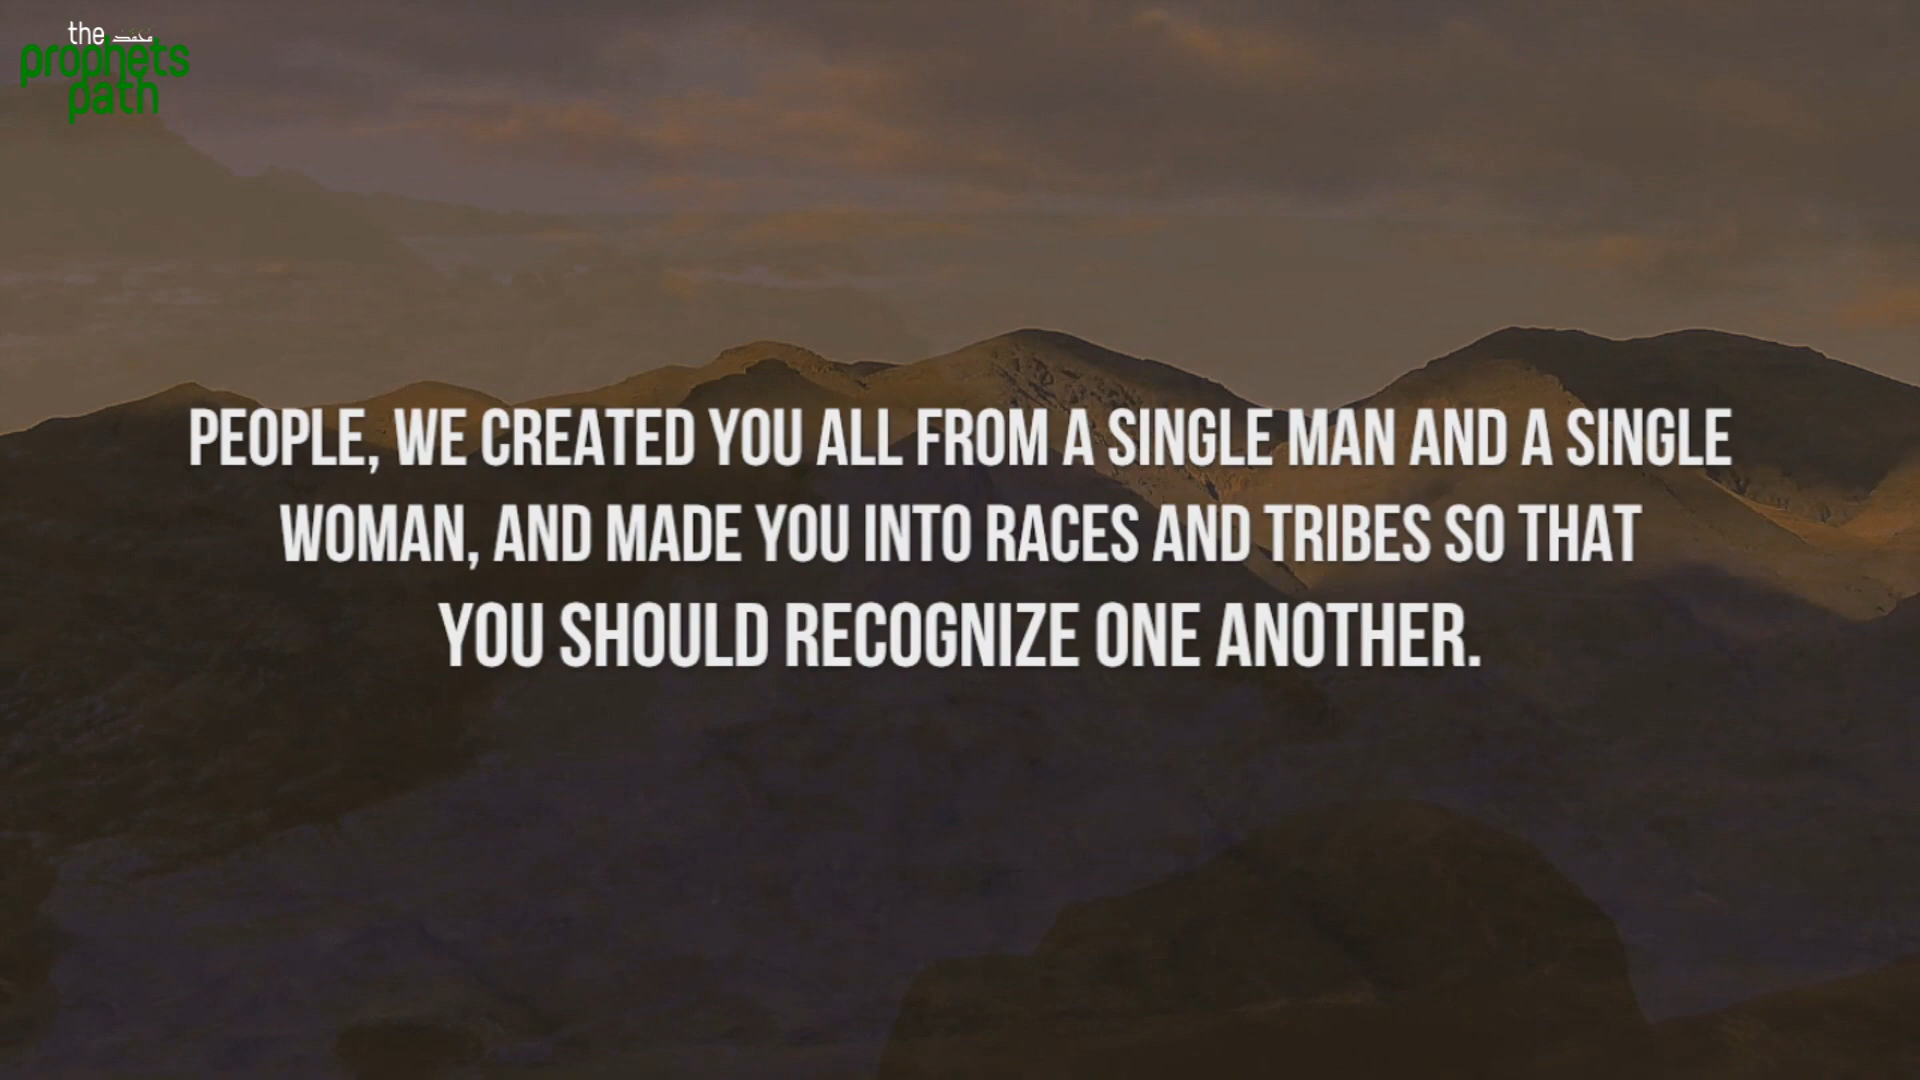 the محمد
prophets
path
PEOPLE, WE CREATED YOU ALL FROM A SINGLE MAN AND A SINGLE
WOMAN, AND MADE YOU INTO RACES AND TRIBES SO THAT
YOU SHOULD RECOGNIZE ONE ANOTHER.